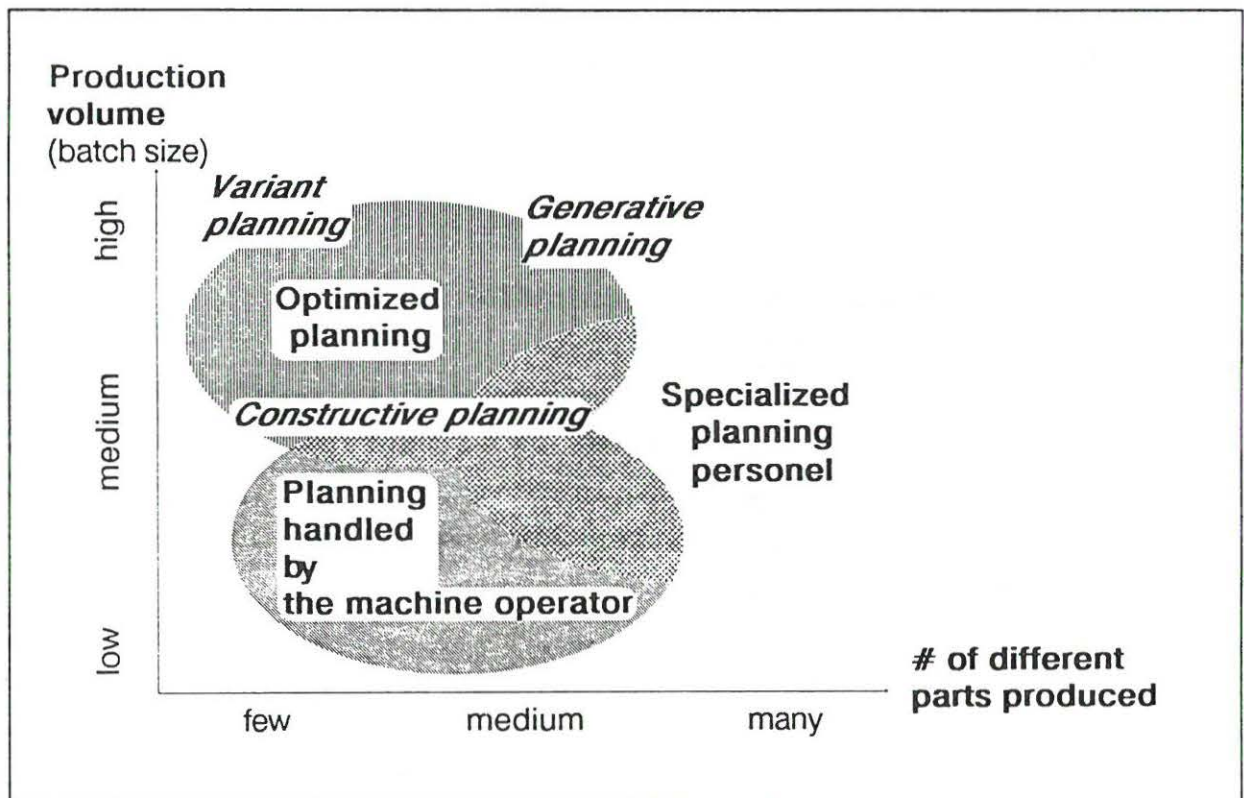 Production
volume
(batch size)
high
medium
low
Variant
planning
Generative
planning
Optimized
planning
Constructive planning
Specialized
planning
personel
Planning
handled
by
the machine operator
# of different
parts produced
few medium many